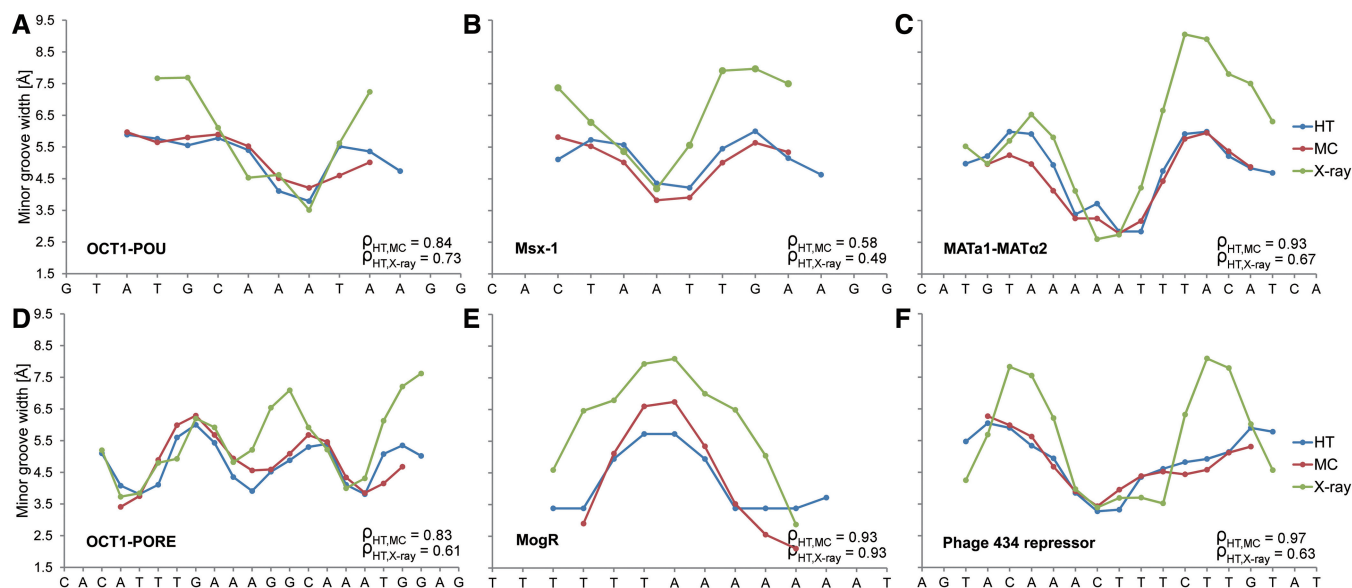 A
B
C
Minor groove width [Å]
9.5
8.5
7.5
6.5
5.5
4.5
3.5
2.5
1.5
OCT1-POU
ρHT,MC = 0.84
ρHT,X-ray = 0.73
G T A T G C A A A T A A G G
Msx-1
ρHT,MC = 0.58
ρHT,X-ray = 0.49
C A C T A A T T G A A G G
MATa1-MATα2
ρHT,MC = 0.93
ρHT,X-ray = 0.67
C A T G T A A A A A T T T A C A T C A
HT
MC
X-ray
D
E
F
Minor groove width [Å]
9.5
8.5
7.5
6.5
5.5
4.5
3.5
2.5
1.5
OCT1-PORE
ρHT,MC = 0.83
ρHT,X-ray = 0.61
C A C A T T T G A A A G G C A A A T G G A G
MogR
ρHT,MC = 0.93
ρHT,X-ray = 0.93
T T T T T T A A A A A A A T
Phage 434 repressor
ρHT,MC = 0.97
ρHT,X-ray = 0.63
A G T A C A A A C T T T C T T G T A T
HT
MC
X-ray